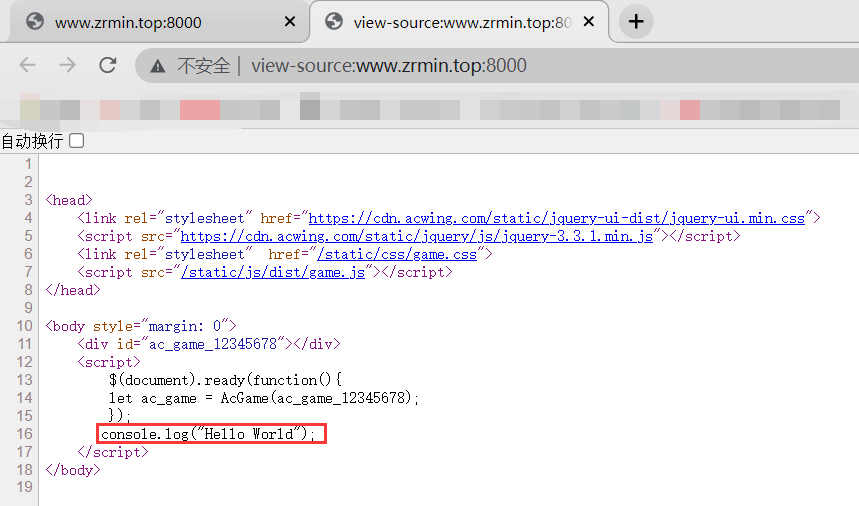 www.zrmin.top:8000
view-source:www.zrmin.top:80
不安全 | view-source:www.zrmin.top:8000
自动换行
1
2
3 <head>
4 <link rel="stylesheet" href="https://cdn.acwing.com/static/jquery-ui-dist/jquery-ui.min.css">
5 <script src="https://cdn.acwing.com/static/jquery/js/jquery-3.3.1.min.js"></script>
6 <link rel="stylesheet"  href="/static/css/game.css">
7 <script src="/static/js/dist/game.js"></script>
8 </head>
9
10 <body style="margin: 0">
11 <div id="ac_game_12345678"></div>
12 <script>
13 $(document).ready(function(){
14 let ac_game = AcGame(ac_game_12345678);
15 });
16 console.log("Hello World");
17 </script>
18 </body>
19